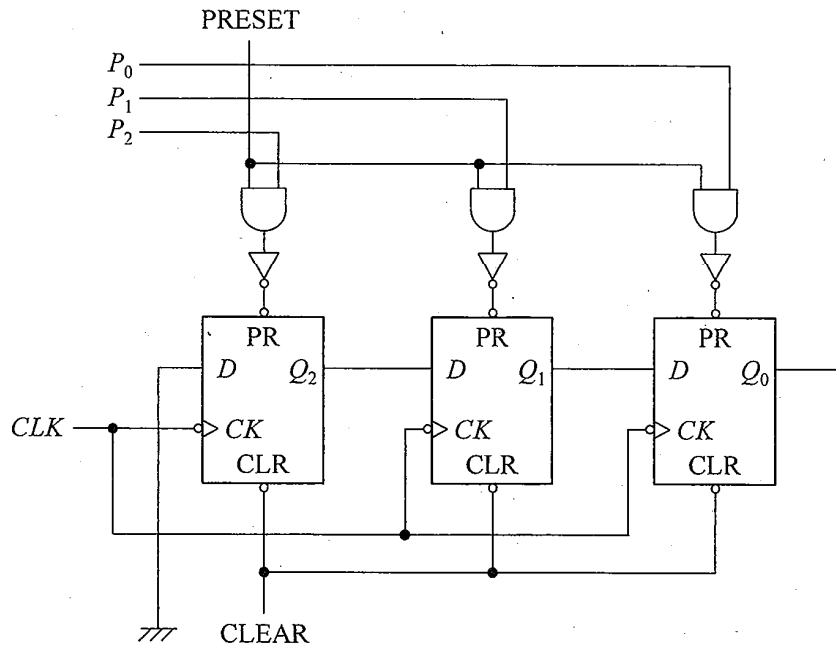 PRESET
P₀
P₁
P₂
PR PR PR
D Q₂ D Q₁ D Q₀
CLK CK CK CK
CLR CLR CLR
CLEAR